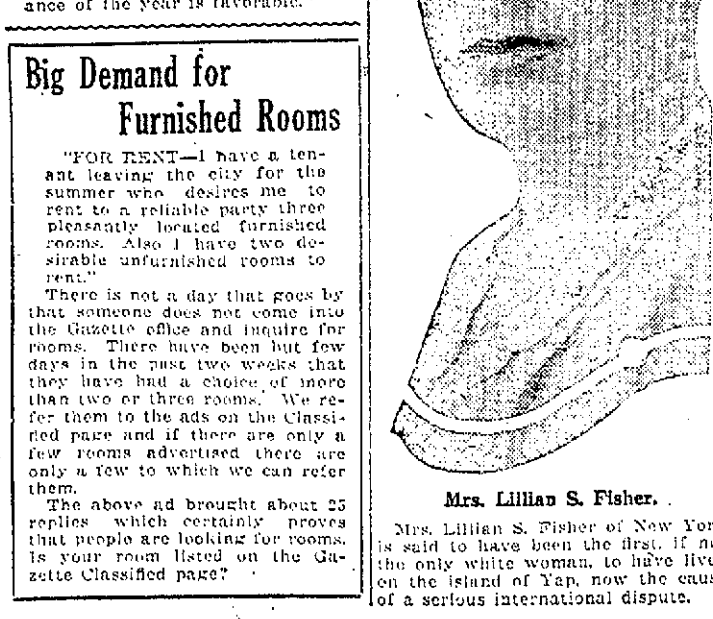 ance of the year is favorable.
Big Demand for
Furnished Rooms
"FOR RENT—I have a ten-
ant leaving the city for the
summer who desires me to
rent to a reliable party three
pleasantly located furnished
rooms. Also I have two de-
sirable unfurnished rooms to
rent."
There is not a day that goes by
that someone does not come into
the Gazette office and inquire for
rooms. There have been but few
days in the past two weeks that
they have had a choice of more
than two or three rooms. We re-
fer them to the ads on the Classi-
fied page and if there are only a
few rooms advertised there are
only a few to which we can refer
them.
The above ad brought about 25
replies which certainly proves
that people are looking for rooms.
Is your room listed on the Ga-
zette Classified page?
Mrs. Lillian S. Fisher.
Mrs. Lillian S. Fisher of New Yor
is said to have been the first, if n
the only white woman, to have live
on the island of Yap, now the caus
of a serious international dispute.